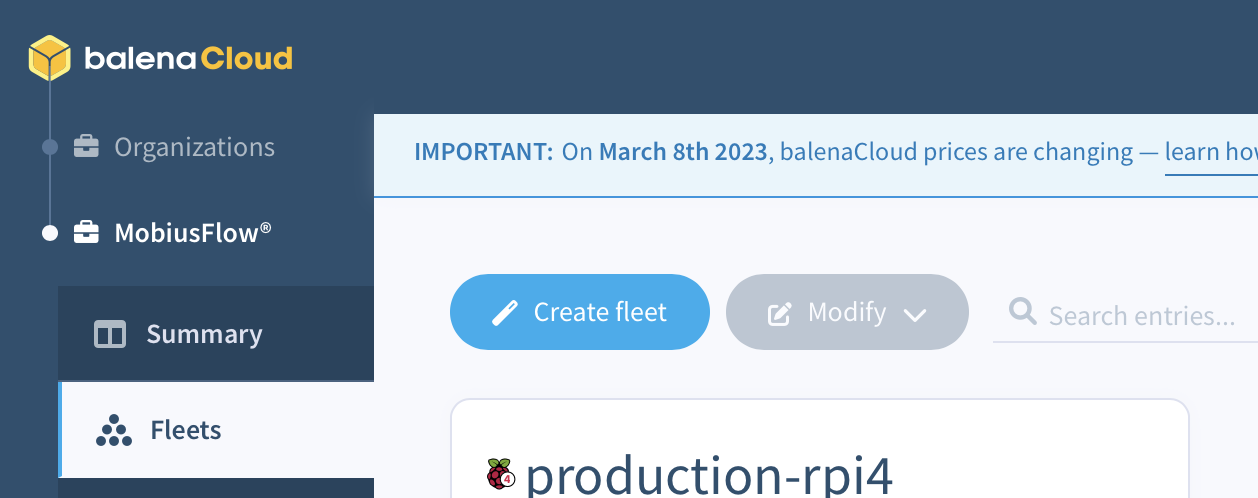 balenaCloud
Organizations
MobiusFlow®
Summary
Fleets
IMPORTANT: On March 8th 2023, balenaCloud prices are changing — learn how
Create fleet
Modify
Search entries...
4
production-rpi4